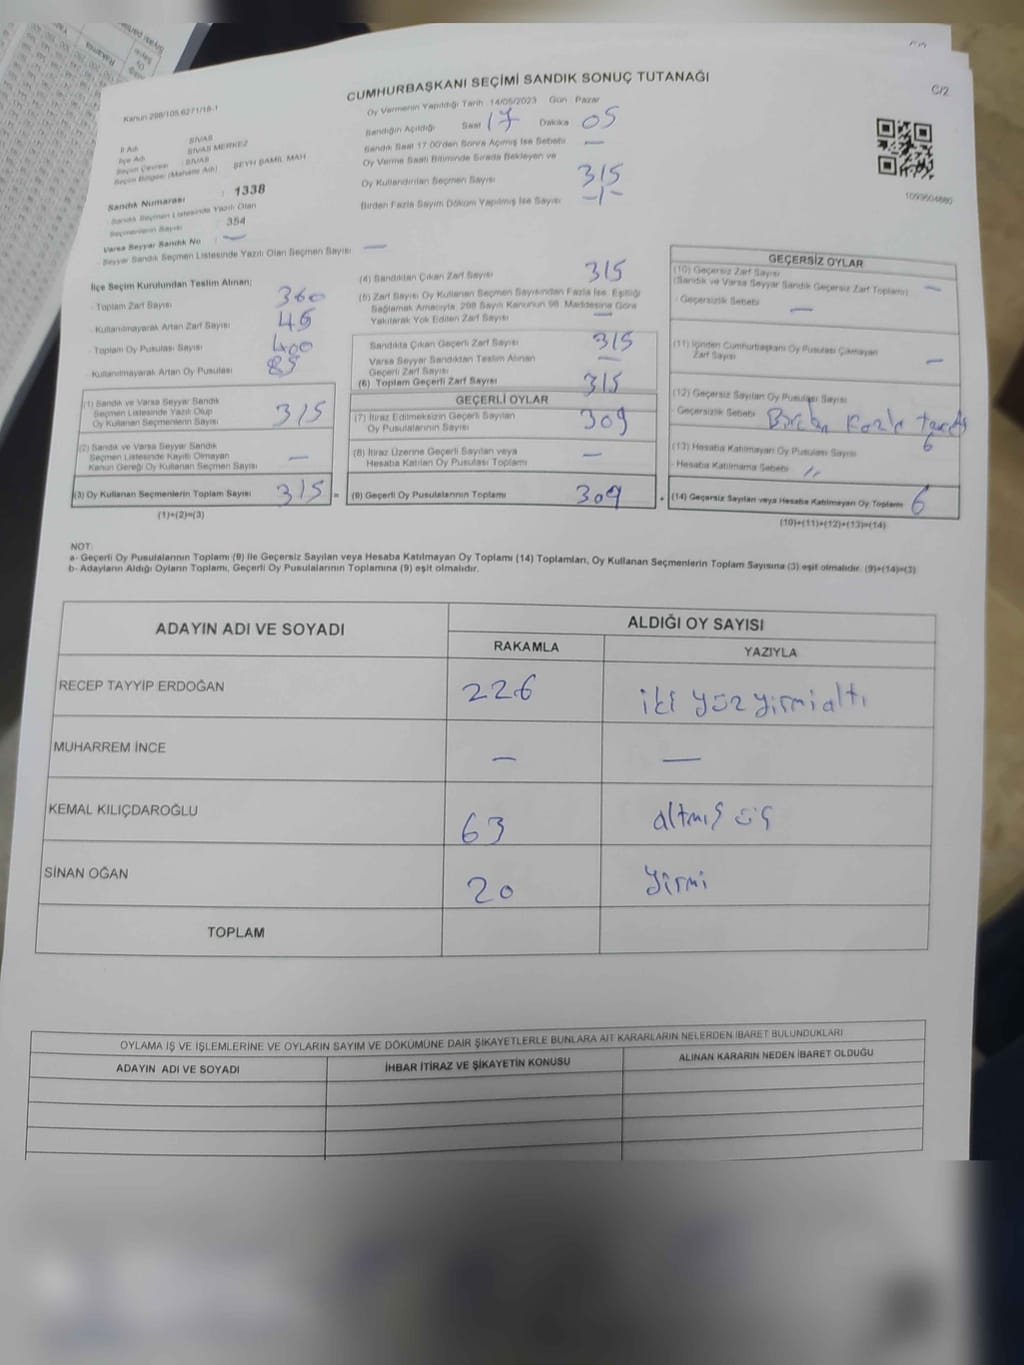 CUMHURBAŞKANI SEÇİMİ SANDIK SONUÇ TUTANAĞI
C/2
Kanun 298/105.6271/18-1
Oy Vermenin Yapıldığı Tarih : 14/05/2023 Gün : Pazar
Sandığın Açıldığı Saat 17 Dakika 05
Sandık Saat 17:00'den Sonra Açılmış İse Sebebi —
Oy Verme Saati Bitiminde Sırada Bekleyen ve
Oy Kullandırılan Seçmen Sayısı 315
Birden Fazla Sayım Döküm Yapılmış İse Sayısı -/-
İl Adı : SİVAS
İlçe Adı : SİVAS MERKEZ
Seçim Çevresi : SİVAS
Seçim Bölgesi (Mahalle Adı) : ŞEYH ŞAMİL MAH
Sandık Numarası : 1338
- Sandık Seçmen Listesinde Yazılı Olan
Seçmenlerin Sayısı : 354
Varsa Seyyar Sandık No : —
- Seyyar Sandık Seçmen Listesinde Yazılı Olan Seçmen Sayısı —
1093604880
İlçe Seçim Kurulundan Teslim Alınan;
- Toplam Zarf Sayısı 360
- Kullanılmayarak Artan Zarf Sayısı 45
- Toplam Oy Pusulası Sayısı 400
Kullanılmayarak Artan Oy Pusulası 85
(1) Sandık ve Varsa Seyyar Sandık
Seçmen Listesinde Yazılı Olup
Oy Kullanan Seçmenlerin Sayısı 315
(2) Sandık ve Varsa Seyyar Sandık
Seçmen Listesinde Kayıtlı Olmayan
Kanun Gereği Oy Kullanan Seçmen Sayısı —
(3) Oy Kullanan Seçmenlerin Toplam Sayısı 315 =
(1)+(2)=(3)
(4) Sandıktan Çıkan Zarf Sayısı 315
(5) Zarf Sayısı Oy Kullanan Seçmen Sayısından Fazla İse, Eşitliği
Sağlamak Amacıyla, 298 Sayılı Kanunun 98. Maddesine Göre
Yakılarak Yok Edilen Zarf Sayısı —
Sandıkta Çıkan Geçerli Zarf Sayısı 315
Varsa Seyyar Sandıktan Teslim Alınan
Geçerli Zarf Sayısı —
(6) Toplam Geçerli Zarf Sayısı 315
GEÇERLİ OYLAR
(7) İtiraz Edilmeksizin Geçerli Sayılan
Oy Pusulalarının Sayısı 309
(8) İtiraz Üzerine Geçerli Sayılan veya
Hesaba Katılan Oy Pusulası Toplamı —
(9) Geçerli Oy Pusulalarının Toplamı 309 +
GEÇERSİZ OYLAR
(10) Geçersiz Zarf Sayısı
(Sandık ve Varsa Seyyar Sandık Geçersiz Zarf Toplamı) —
- Geçersizlik Sebebi —
(11) İçinden Cumhurbaşkanı Oy Pusulası Çıkmayan
Zarf Sayısı —
(12) Geçersiz Sayılan Oy Pusulası Sayısı
- Geçersizlik Sebebi Birden Fazla
6
(13) Hesaba Katılmayan Oy Pusulası Sayısı
- Hesaba Katılmama Sebebi //
(14) Geçersiz Sayılan veya Hesaba Katılmayan Oy Toplamı 6
(10)+(11)+(12)+(13)=(14)
NOT:
a- Geçerli Oy Pusulalarının Toplamı (9) ile Geçersiz Sayılan veya Hesaba Katılmayan Oy Toplamı (14) Toplamları, Oy Kullanan Seçmenlerin Toplam Sayısına (3) eşit olmalıdır. (9)+(14)=(3)
b- Adayların Aldığı Oyların Toplamı, Geçerli Oy Pusulalarının Toplamına (9) eşit olmalıdır.
ADAYIN ADI VE SOYADI ALDIĞI OY SAYISI
RAKAMLA YAZIYLA
RECEP TAYYİP ERDOĞAN 226 iki yüz yirmi altı
MUHARREM İNCE — —
KEMAL KILIÇDAROĞLU 63 altmış üç
SİNAN OĞAN 20 yirmi
TOPLAM
OYLAMA İŞ VE İŞLEMLERİNE VE OYLARIN SAYIM VE DÖKÜMÜNE DAİR ŞİKAYETLERLE BUNLARA AİT KARARLARIN NELERDEN İBARET BULUNDUKLARI
ADAYIN ADI VE SOYADI İHBAR İTİRAZ VE ŞİKAYETİN KONUSU ALINAN KARARIN NEDEN İBARET OLDUĞU